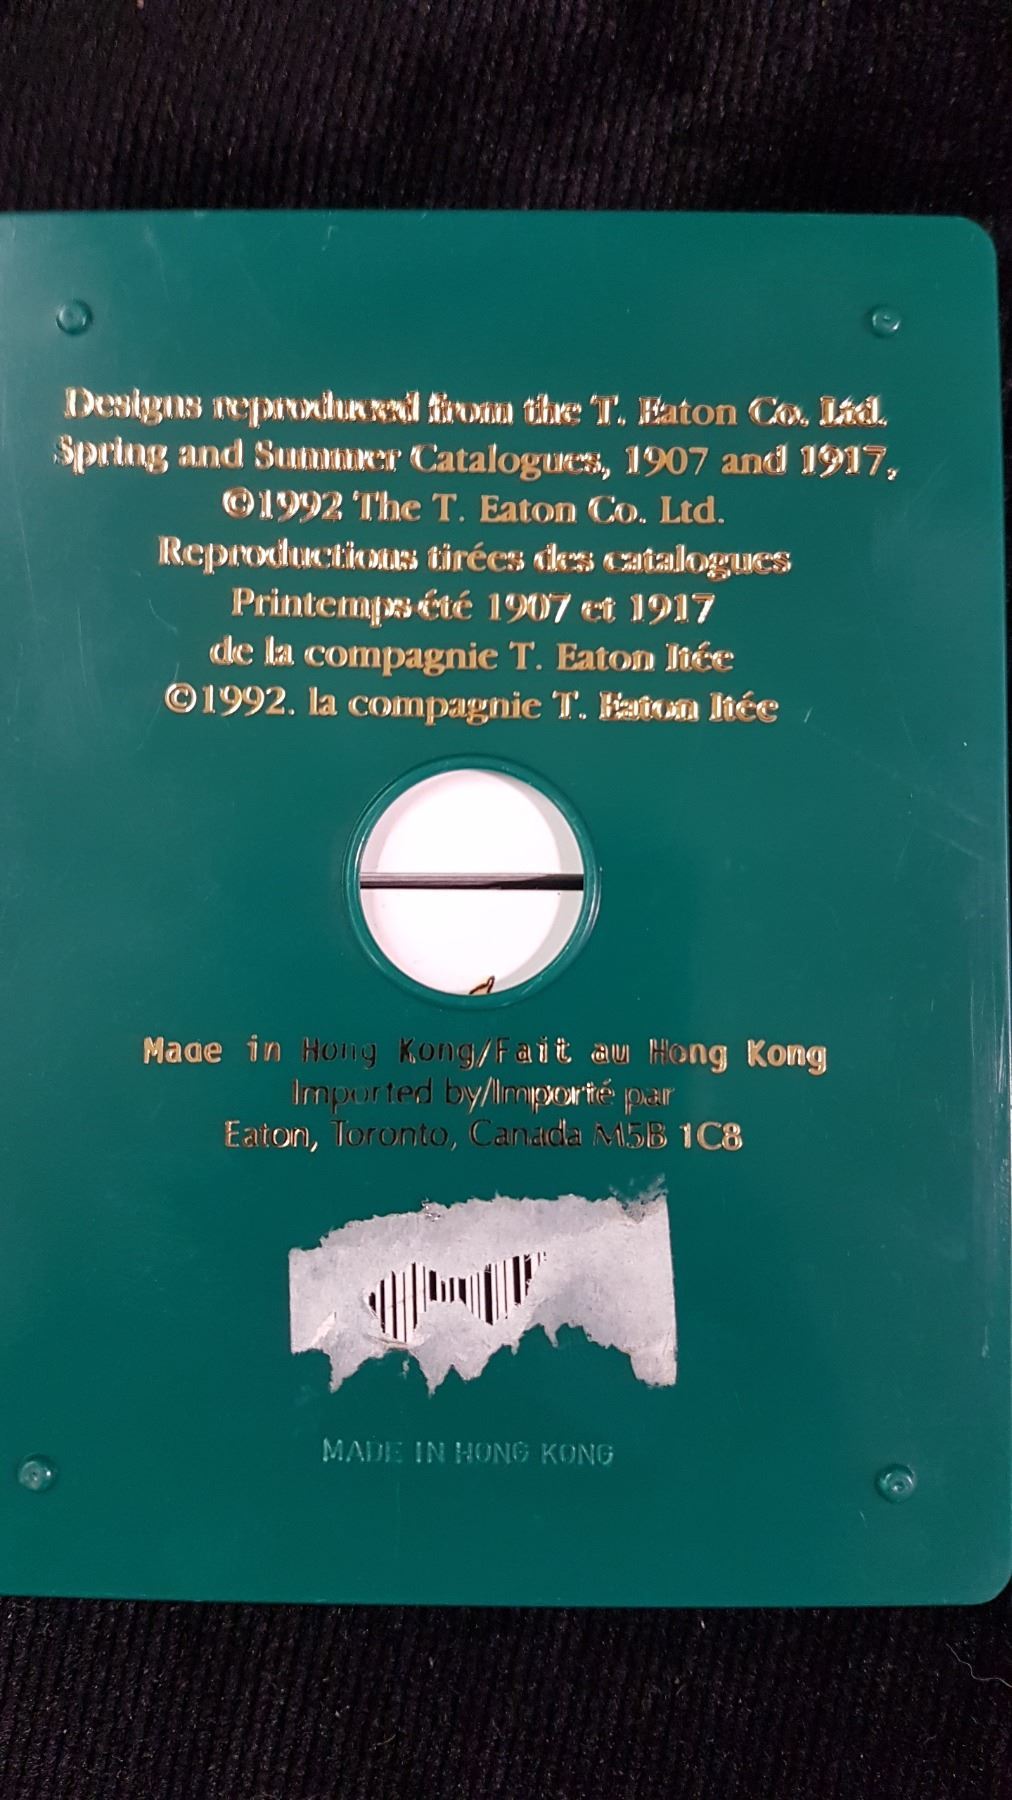 Designs reproduced from the T. Eaton Co. Ltd.
Spring and Summer Catalogues, 1907 and 1917,
©1992 The T. Eaton Co. Ltd.
Reproductions tirées des catalogues
Printemps été 1907 et 1917
de la compagnie T. Eaton ltée
©1992. la compagnie T. Eaton ltée
Made in Hong Kong/Fait au Hong Kong
Imported by/Importé par
Eaton, Toronto, Canada M5B 1C8
MADE IN HONG KONG